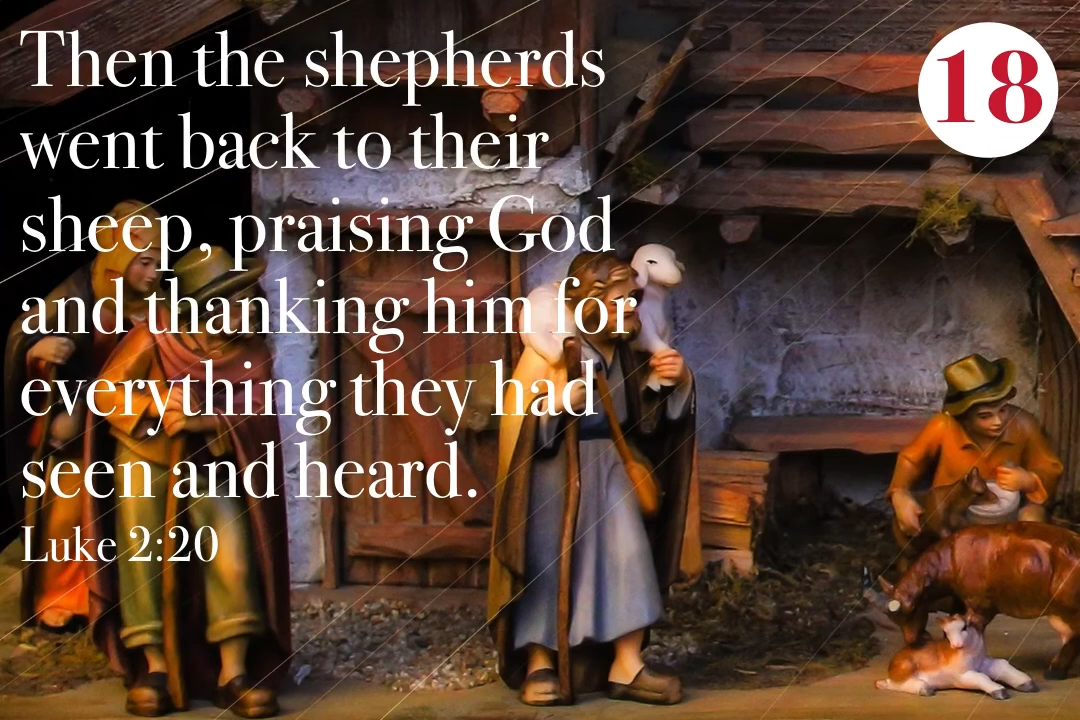 Then the shepherds
went back to their
sheep, praising God
and thanking him for
everything they had
seen and heard.
Luke 2:20
18